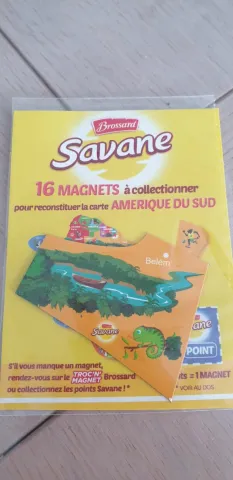 Brossard
Savane
16 MAGNETS à collectionner
pour reconstituer la carte AMERIQUE DU SUD
Belém
Savane
POINT
S'il vous manque un magnet,
rendez-vous sur le TROC'N MAGNET Brossard
ou collectionnez les points Savane ! *
nts = 1 MAGNET
* VOIR AU DOS